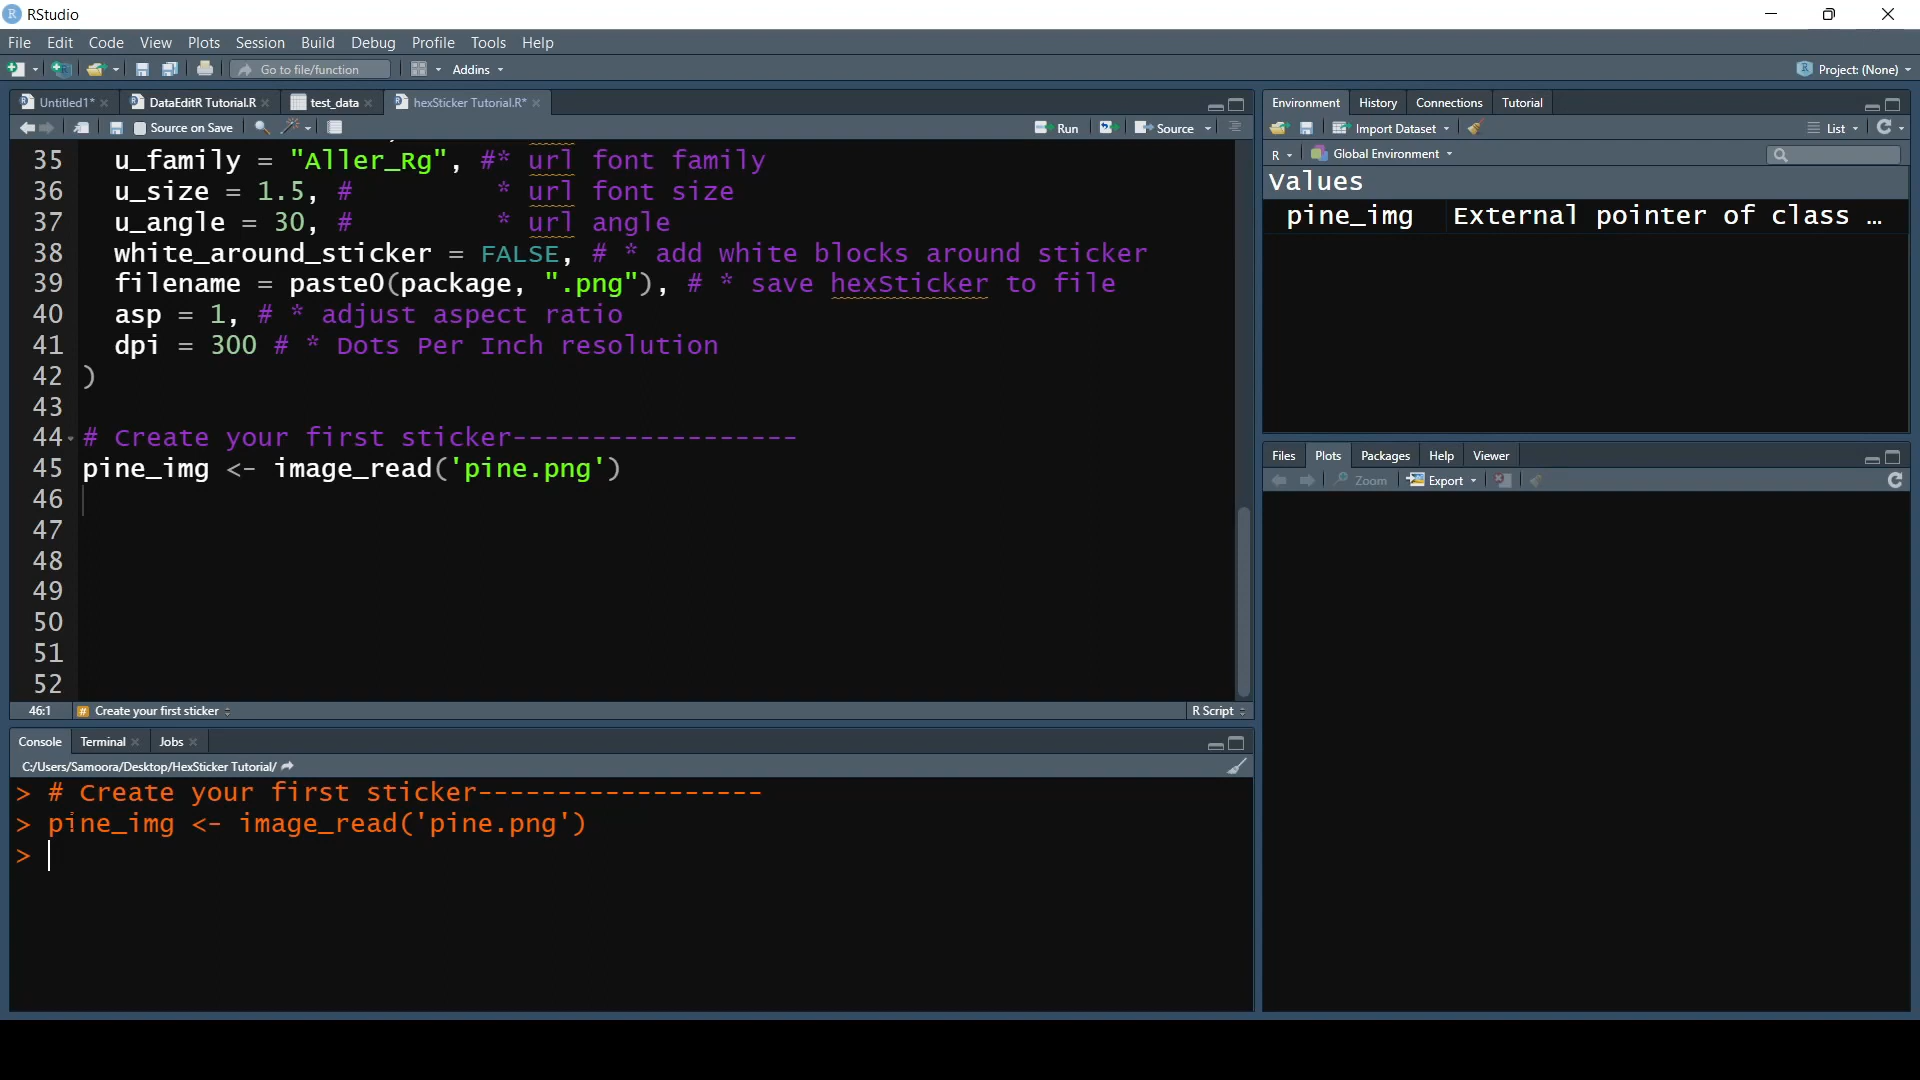 RStudio
File Edit Code View Plots Session Build Debug Profile Tools Help
Go to file/function Addins Project: (None)
Untitled1* DataEditR Tutorial.R test_data hexSticker Tutorial.R*
Source on Save Run Source
35 u_family = "Aller_Rg", #* url font family
36 u_size = 1.5, # * url font size
37 u_angle = 30, # * url angle
38 white_around_sticker = FALSE, # * add white blocks around sticker
39 filename = paste0(package, ".png"), # * save hexSticker to file
40 asp = 1, # * adjust aspect ratio
41 dpi = 300 # * Dots Per Inch resolution
42 )
43
44 # Create your first sticker------------------
45 pine_img <- image_read('pine.png')
46
47
48
49
50
51
52
46:1 # Create your first sticker R Script
Console Terminal Jobs
C:/Users/Samoora/Desktop/HexSticker Tutorial/
> # Create your first sticker------------------
> pine_img <- image_read('pine.png')
>
Environment History Connections Tutorial
Import Dataset List
R Global Environment
Values
pine_img External pointer of class …
Files Plots Packages Help Viewer
Zoom Export